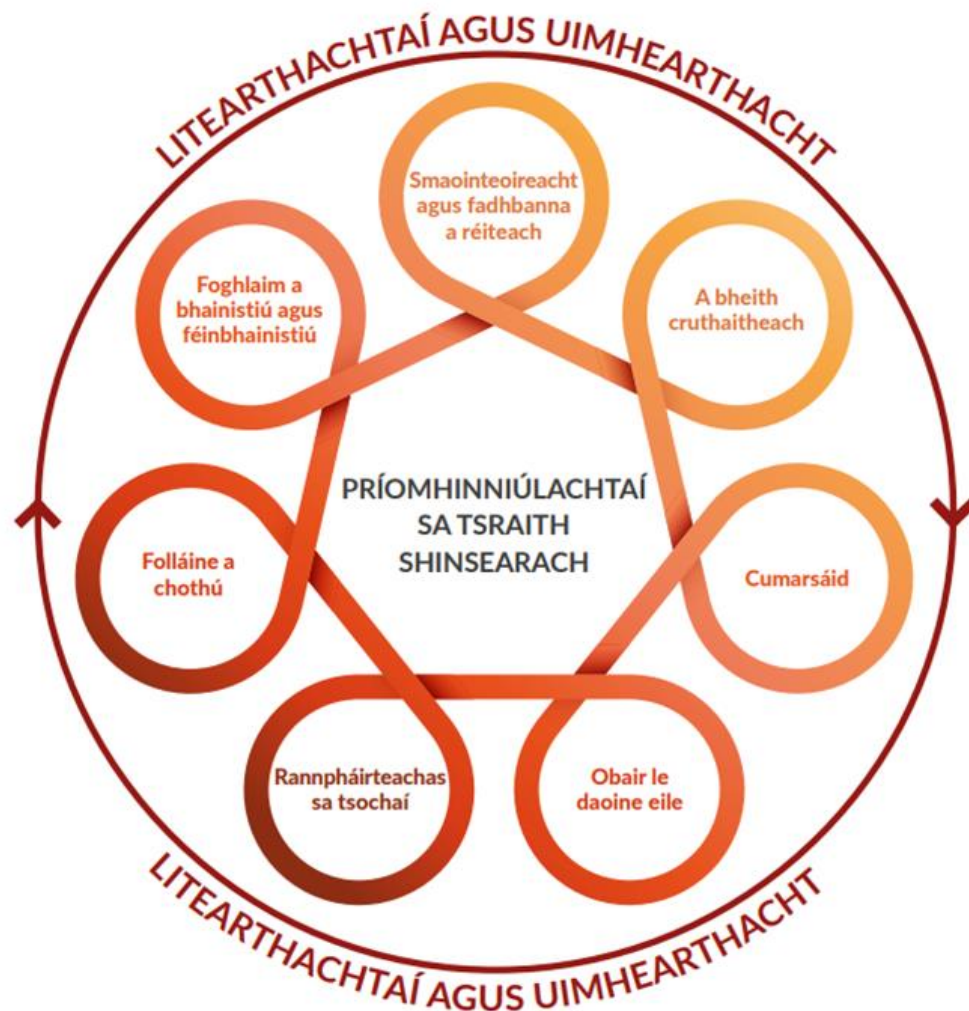 LITEARTHACHTAÍ AGUS UIMHEARTHACHT
Smaointeoireacht
agus fadhbanna
a réiteach
Foghlaim a
bhainistiú agus
féinbhainistiú
A bheith
cruthaitheach
PRÍOMHINNIÚLACHTAÍ
SA TSRAITH
SHINSEARACH
Folláine a
chothú
Cumarsáid
Rannpháirteachas
sa tsochaí
Obair le
daoine eile
LITEARTHACHTAÍ AGUS UIMHEARTHACHT